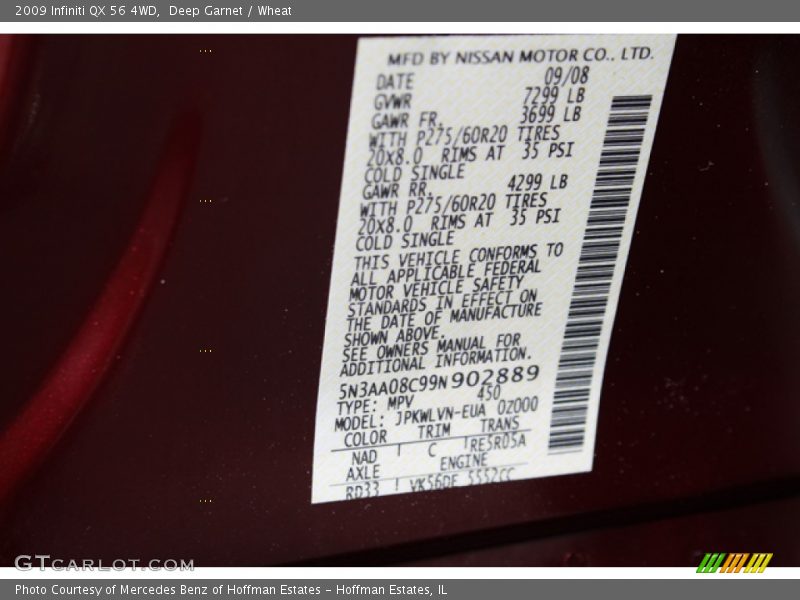 2009 Infiniti QX 56 4WD,  Deep Garnet / Wheat
MFD BY NISSAN MOTOR CO., LTD.
DATE 09/08
GVWR 7299 LB
GAWR FR. 3699 LB
WITH P275/60R20 TIRES
20X8.0 RIMS AT 35 PSI
COLD SINGLE
GAWR RR. 4299 LB
WITH P275/60R20 TIRES
20X8.0 RIMS AT 35 PSI
COLD SINGLE
THIS VEHICLE CONFORMS TO
ALL APPLICABLE FEDERAL
MOTOR VEHICLE SAFETY
STANDARDS IN EFFECT ON
THE DATE OF MANUFACTURE
SHOWN ABOVE.
SEE OWNERS MANUAL FOR
ADDITIONAL INFORMATION.
5N3AA08C99N902889
TYPE: MPV 450
MODEL: JPKWLVN-EUA 0Z000
COLOR TRIM TRANS
NAD C RE5R05A
AXLE ENGINE
RD33 VK56DE 5552CC
GTCARLOT.COM
Photo Courtesy of Mercedes Benz of Hoffman Estates - Hoffman Estates, IL